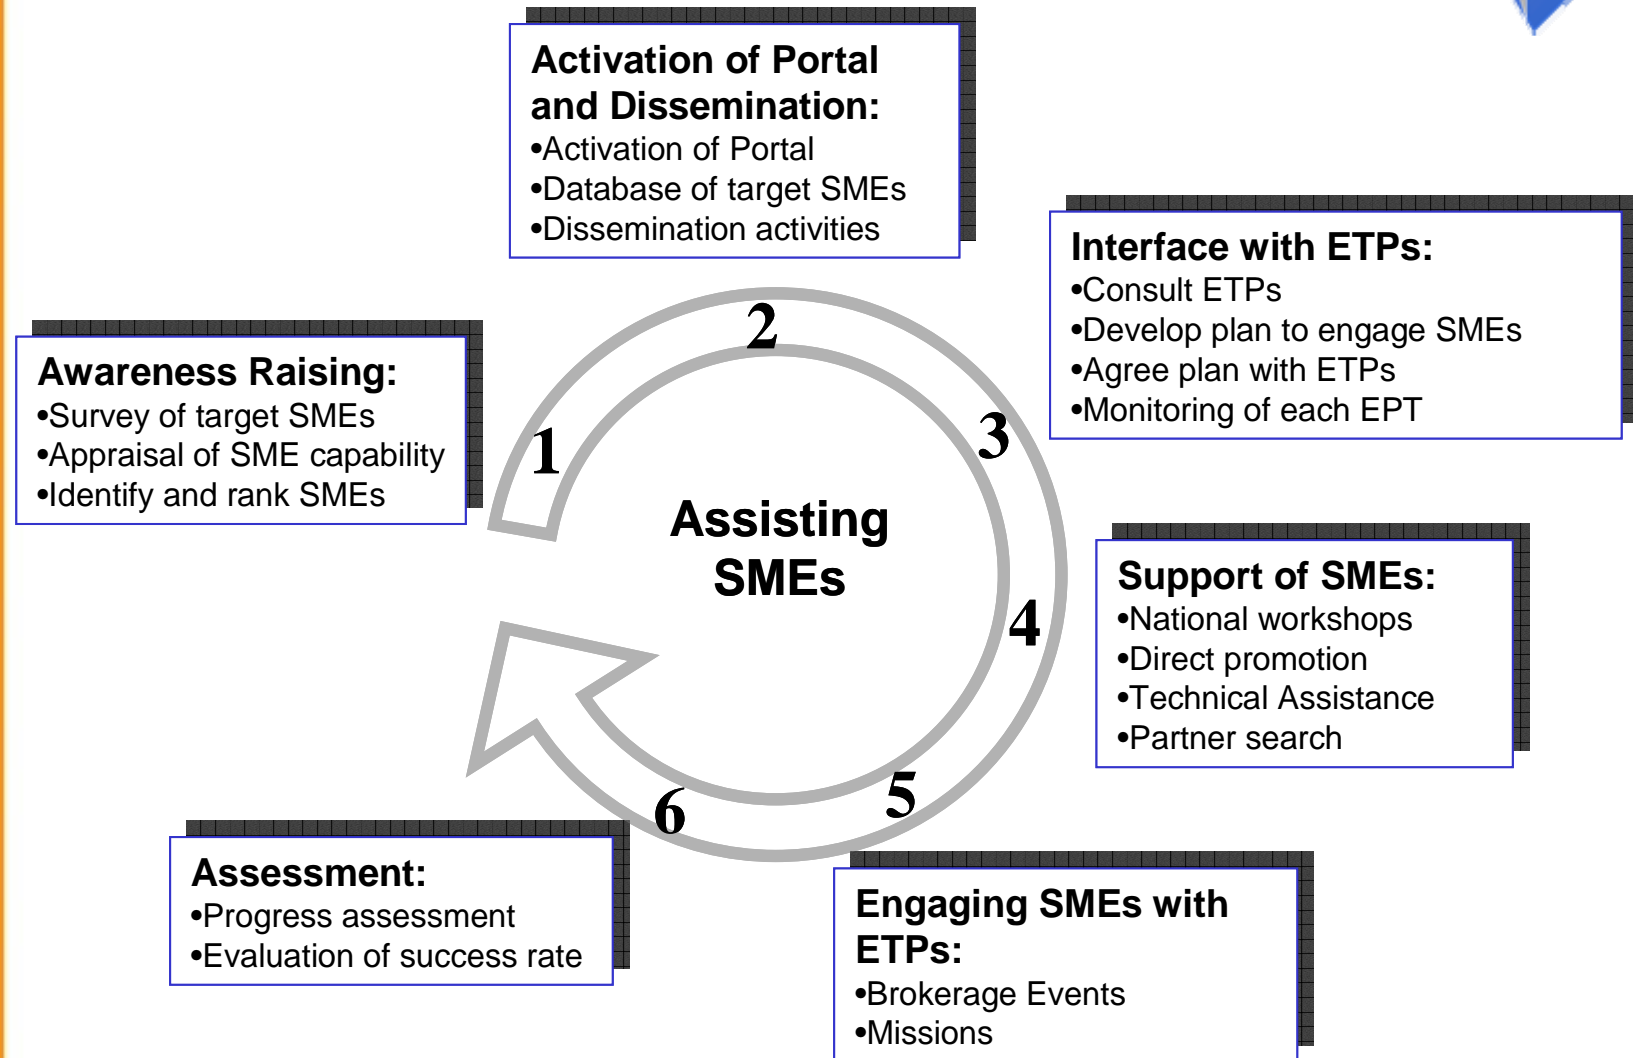 Activation of Portal
and Dissemination:
•Activation of Portal
•Database of target SMEs
•Dissemination activities
Interface with ETPs:
•Consult ETPs
•Develop plan to engage SMEs
•Agree plan with ETPs
•Monitoring of each EPT
Awareness Raising:
•Survey of target SMEs
•Appraisal of SME capability
•Identify and rank SMEs
1
2
3
4
5
6
Assisting
SMEs
Support of SMEs:
•National workshops
•Direct promotion
•Technical Assistance
•Partner search
Assessment:
•Progress assessment
•Evaluation of success rate
Engaging SMEs with
ETPs:
•Brokerage Events
•Missions